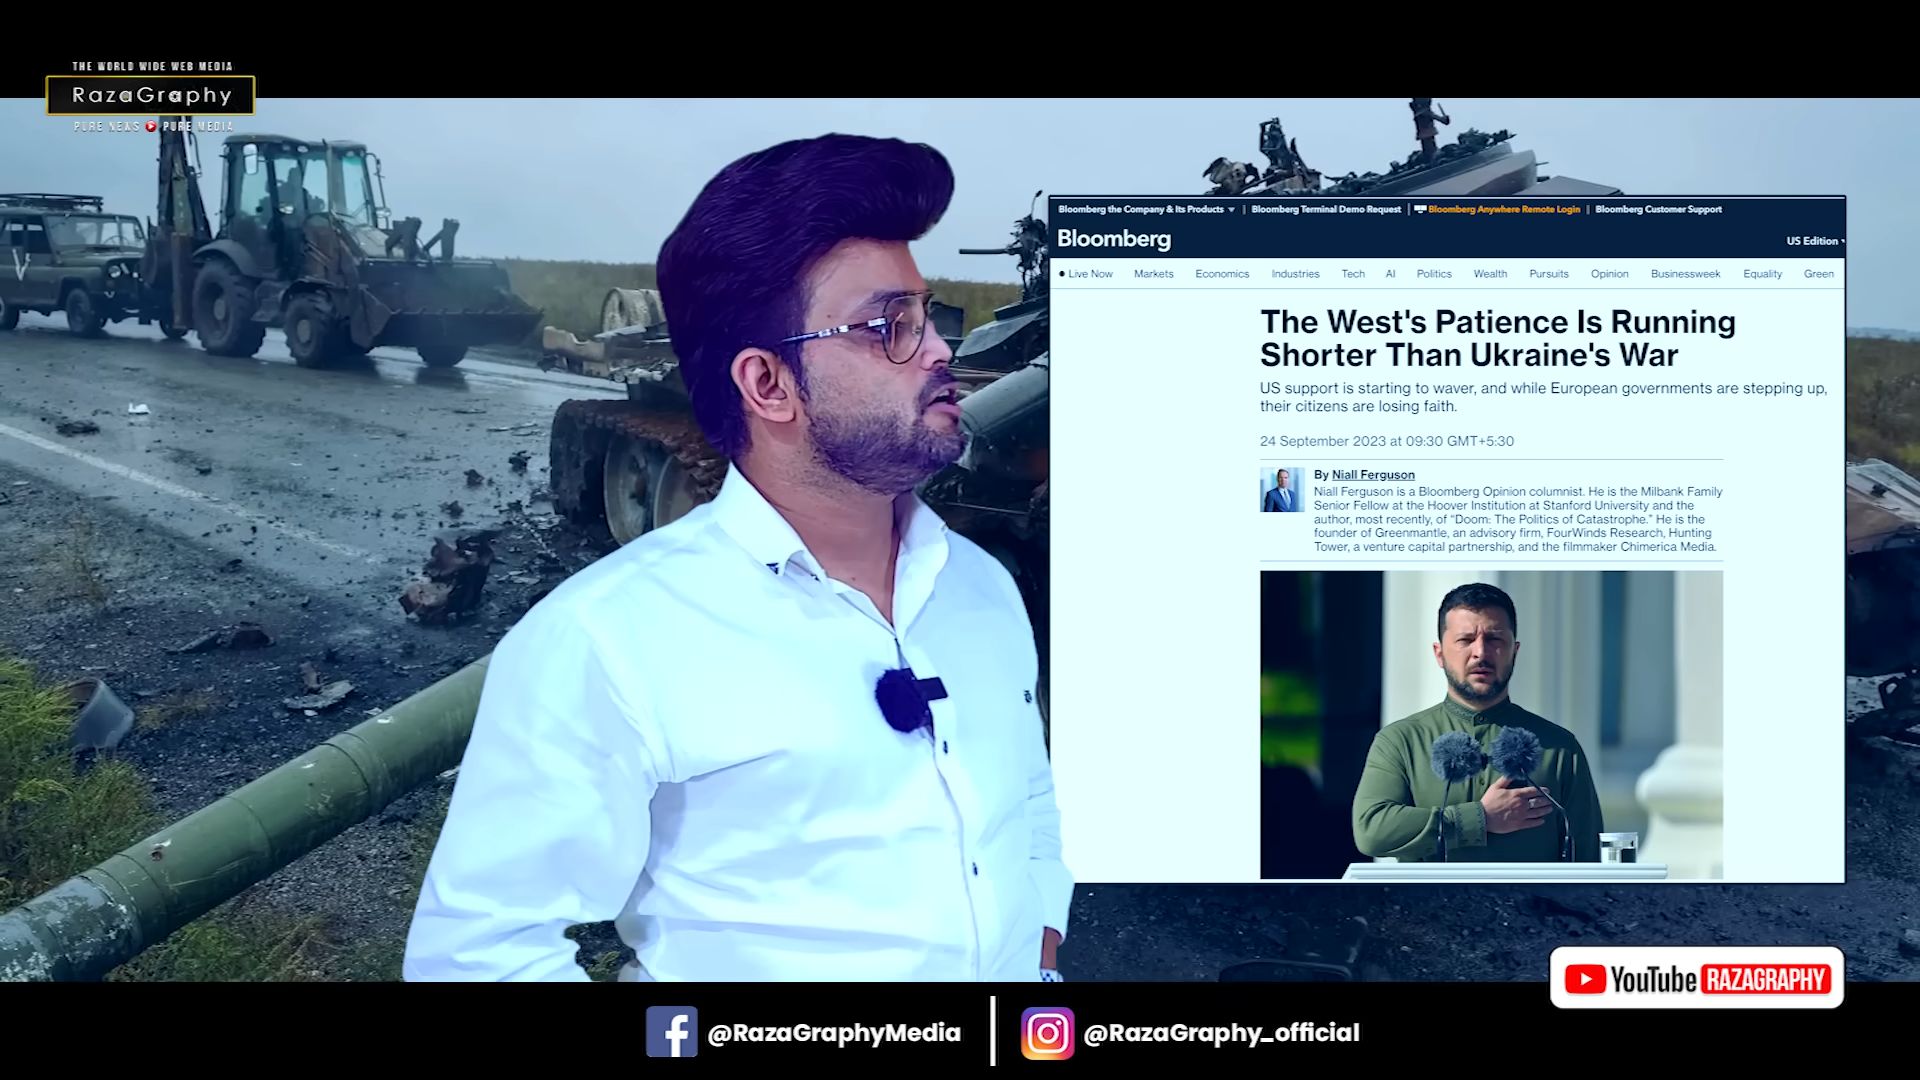 THE WORLD WIDE WEB MEDIA
RazaGraphy
PURE NEWS PURE MEDIA
Bloomberg the Company & Its Products | Bloomberg Terminal Demo Request | Bloomberg Anywhere Remote Login | Bloomberg Customer Support
Bloomberg
US Edition
Live Now Markets Economics Industries Tech AI Politics Wealth Pursuits Opinion Businessweek Equality Green
The West's Patience Is Running
Shorter Than Ukraine's War
US support is starting to waver, and while European governments are stepping up,
their citizens are losing faith.
24 September 2023 at 09:30 GMT+5:30
By Niall Ferguson
Niall Ferguson is a Bloomberg Opinion columnist. He is the Milbank Family
Senior Fellow at the Hoover Institution at Stanford University and the
author, most recently, of “Doom: The Politics of Catastrophe.” He is the
founder of Greenmantle, an advisory firm, FourWinds Research, Hunting
Tower, a venture capital partnership, and the filmmaker Chimerica Media.
V
YouTube RAZAGRAPHY
@RazaGraphyMedia
@RazaGraphy_official